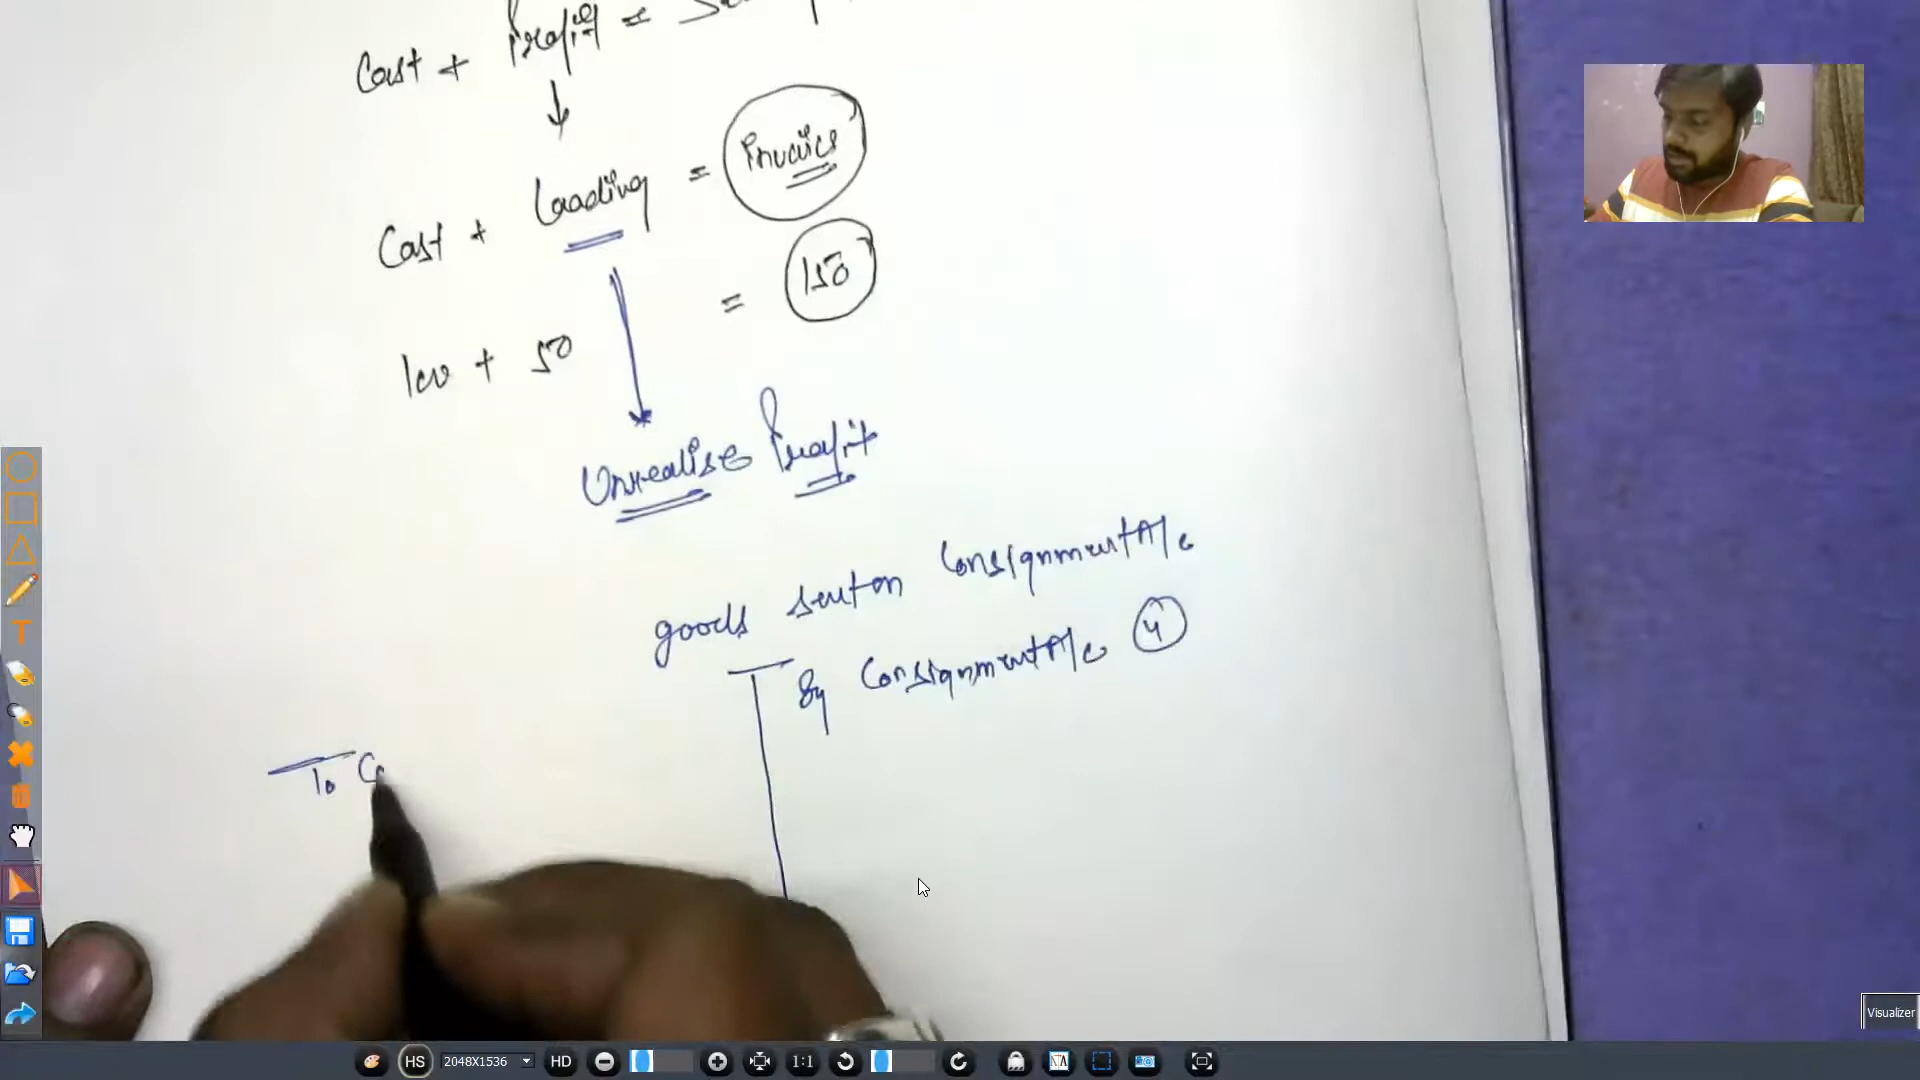 Cost + Profit =
Cost + Loading = Invoice
100 + 50 = 150
Unrealise Profit
goods sent on Consignment A/c
By Consignment A/c 4
To Co
T
HS
2048X1536
HD
1:1
Visualizer